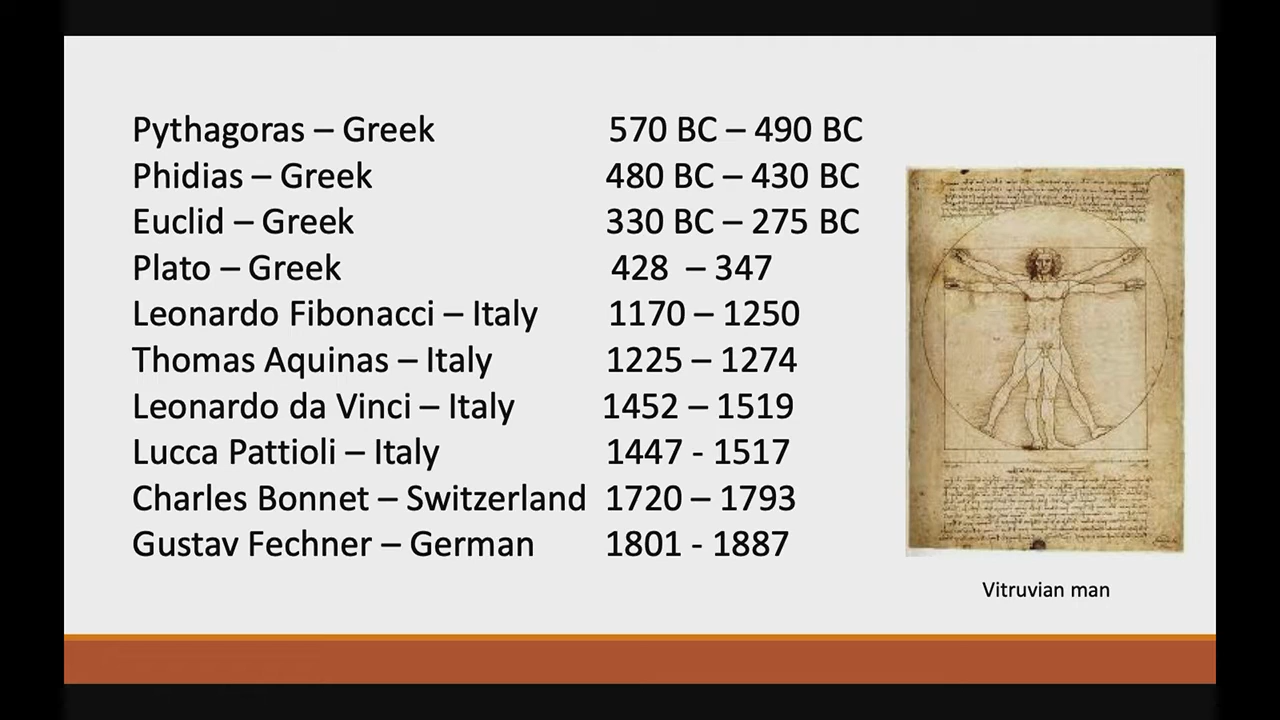 Pythagoras – Greek 570 BC – 490 BC
Phidias – Greek 480 BC – 430 BC
Euclid – Greek 330 BC – 275 BC
Plato – Greek 428 – 347
Leonardo Fibonacci – Italy 1170 – 1250
Thomas Aquinas – Italy 1225 – 1274
Leonardo da Vinci – Italy 1452 – 1519
Lucca Pattioli – Italy 1447 - 1517
Charles Bonnet – Switzerland 1720 – 1793
Gustav Fechner – German 1801 - 1887
Vitruvian man